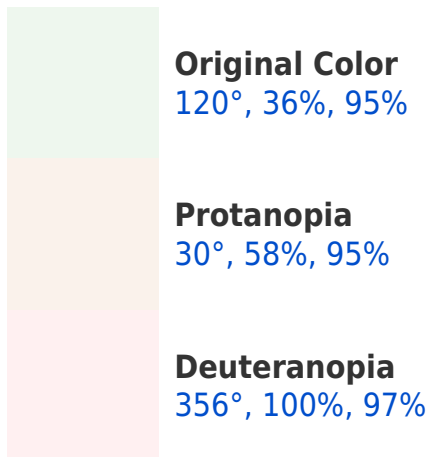 Original Color
120°, 36%, 95%
Protanopia
30°, 58%, 95%
Deuteranopia
356°, 100%, 97%